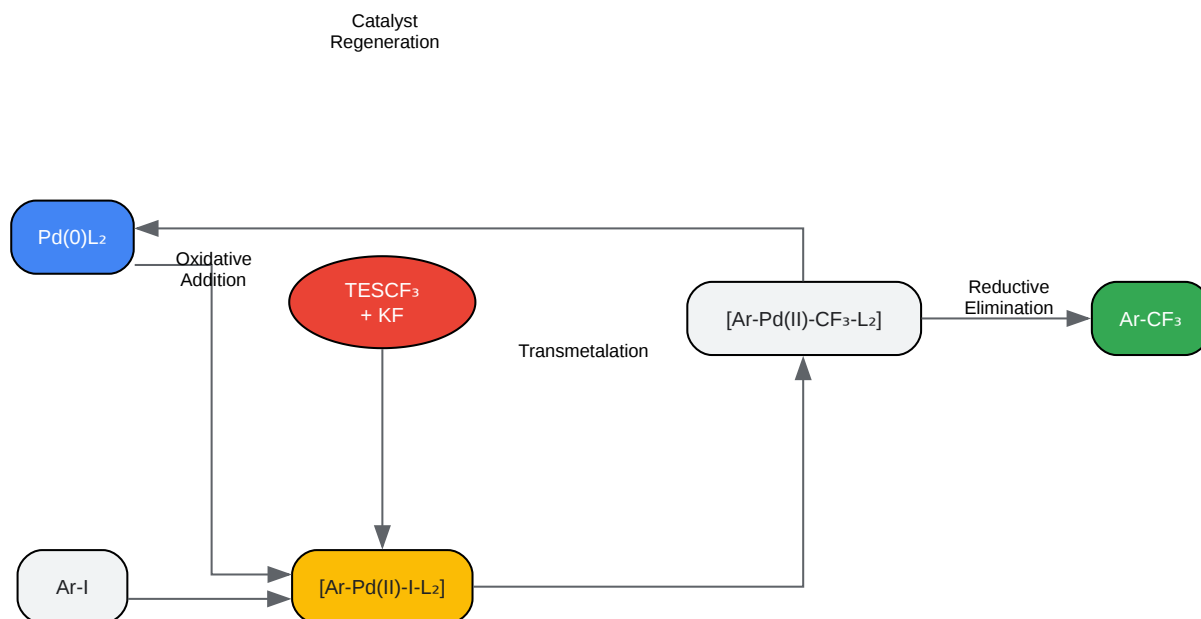 Catalyst
Regeneration
Pd(0)L₂
Oxidative
Addition
TESCF₃
+ KF
Transmetalation
[Ar-Pd(II)-CF₃-L₂]
Reductive
Elimination
Ar-CF₃
Ar-I
[Ar-Pd(II)-I-L₂]